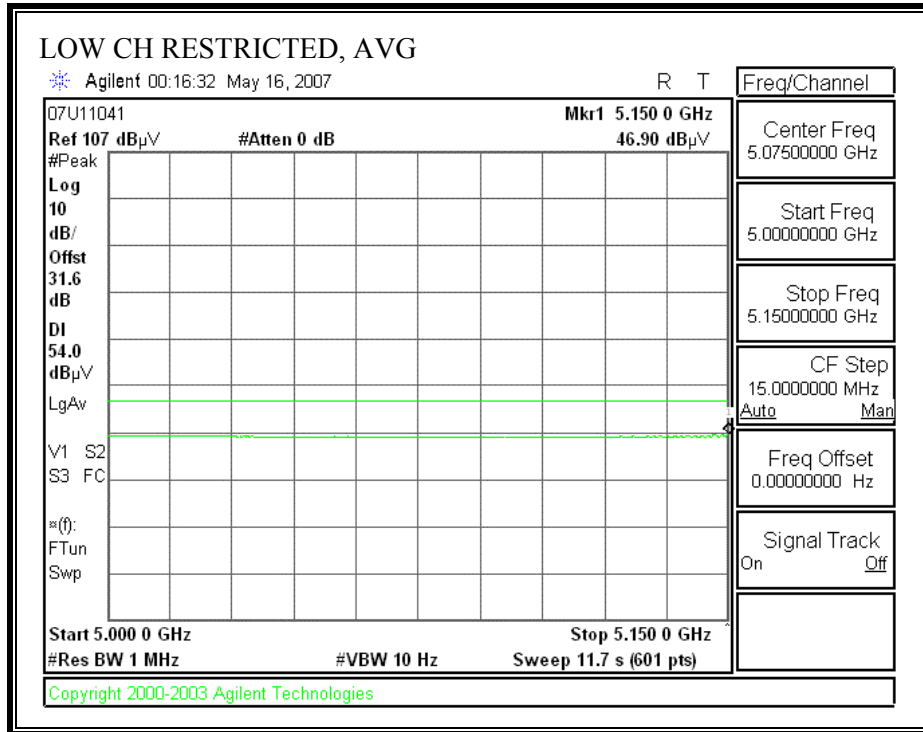 LOW CH RESTRICTED, AVG
Agilent 00:16:32 May 16, 2007
R T
07U11041
Mkr1 5.150 0 GHz
Ref 107 dBµV
#Atten 0 dB
46.90 dBµV
#Peak
Log
10
dB/
Offst
31.6
dB
DI
54.0
dBµV
LgAv
V1 S2
S3 FC
¤(f):
FTun
Swp
1
Start 5.000 0 GHz
Stop 5.150 0 GHz
#Res BW 1 MHz
#VBW 10 Hz
Sweep 11.7 s (601 pts)
Copyright 2000-2003 Agilent Technologies
Freq/Channel
Center Freq
5.07500000 GHz
Start Freq
5.00000000 GHz
Stop Freq
5.15000000 GHz
CF Step
15.0000000 MHz
Auto Man
Freq Offset
0.00000000 Hz
Signal Track
On Off